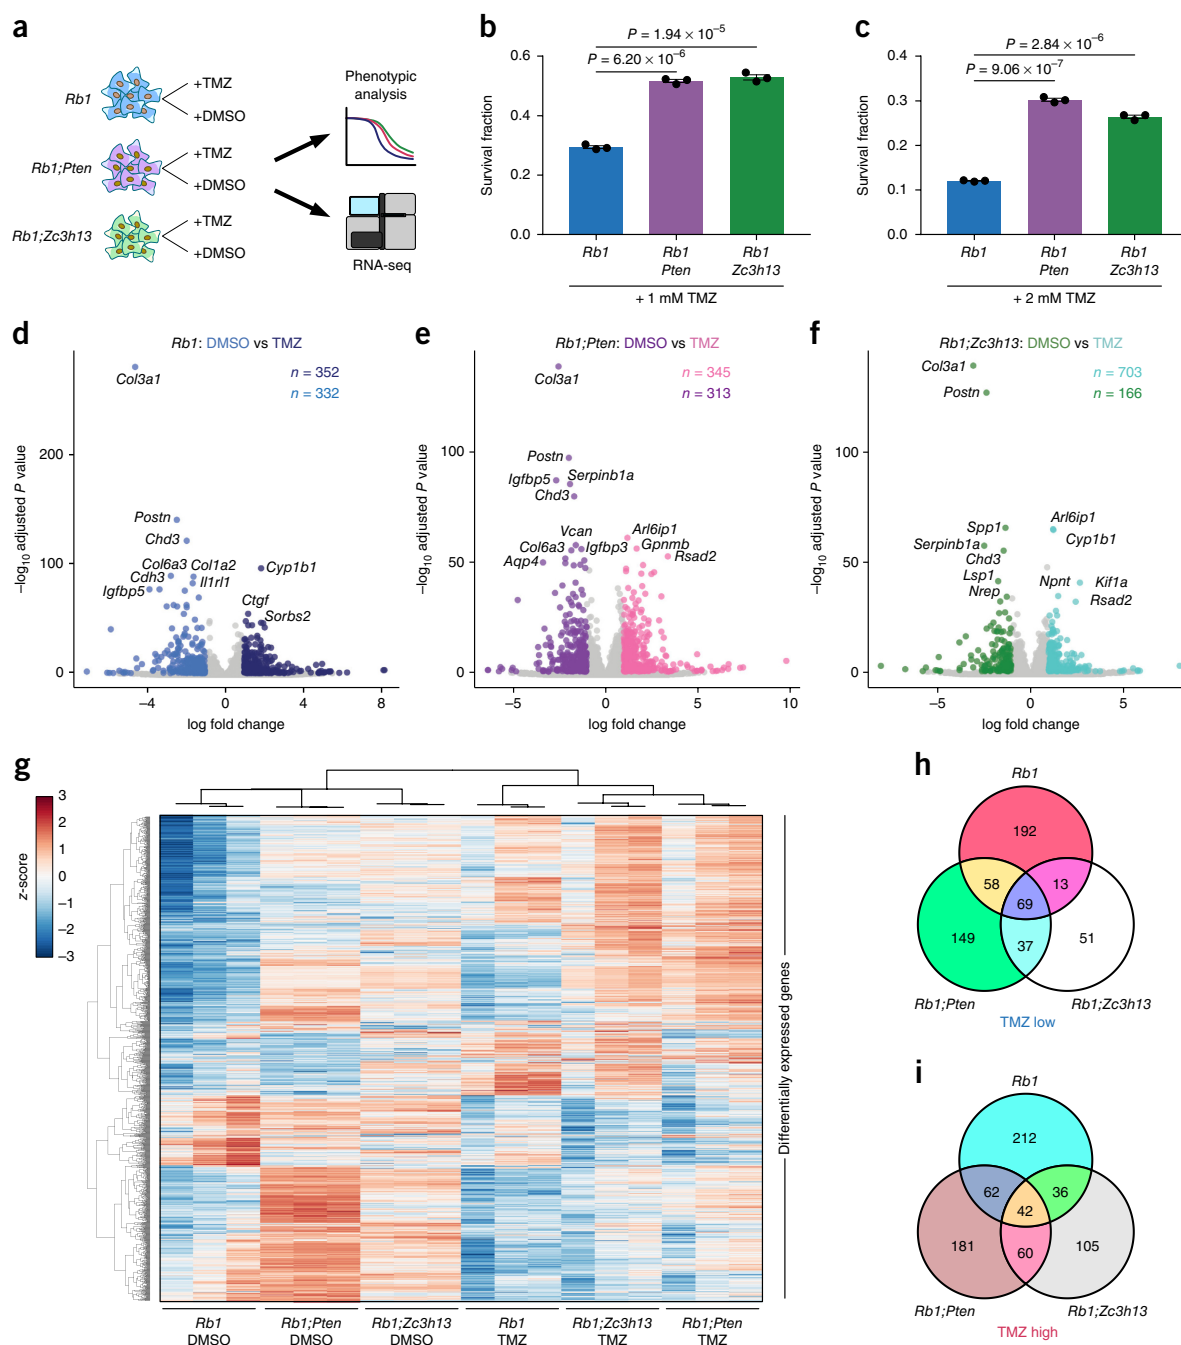 a
Rb1
+TMZ
+DMSO
Rb1;Pten
+TMZ
+DMSO
Rb1;Zc3h13
+TMZ
+DMSO
Phenotypic
analysis
RNA-seq
b
P = 1.94 × 10−5
P = 6.20 × 10−6
Survival fraction
0.6
0.4
0.2
0.0
Rb1
Rb1
Pten
Rb1
Zc3h13
+ 1 mM TMZ
c
P = 2.84 × 10−6
P = 9.06 × 10−7
Survival fraction
0.4
0.3
0.2
0.1
0.0
Rb1
Rb1
Pten
Rb1
Zc3h13
+ 2 mM TMZ
d
Rb1: DMSO vs TMZ
n = 352
n = 332
Col3a1
Postn
Chd3
Col6a3
Col1a2
Cdh3
Il1rl1
Igfbp5
Cyp1b1
Ctgf
Sorbs2
−log10 adjusted P value
200
100
0
−4
0
4
8
log fold change
e
Rb1;Pten: DMSO vs TMZ
n = 345
n = 313
Col3a1
Postn
Igfbp5
Serpinb1a
Chd3
Vcan
Col6a3
Igfbp3
Aqp4
Arl6ip1
Gpnmb
Rsad2
−log10 adjusted P value
100
50
0
−5
0
5
10
log fold change
f
Rb1;Zc3h13: DMSO vs TMZ
n = 703
n = 166
Col3a1
Postn
Spp1
Serpinb1a
Chd3
Lsp1
Nrep
Arl6ip1
Cyp1b1
Npnt
Kif1a
Rsad2
−log10 adjusted P value
100
50
0
−5
0
5
log fold change
g
z-score
3
2
1
0
−1
−2
−3
Differentially expressed genes
Rb1
DMSO
Rb1;Pten
DMSO
Rb1;Zc3h13
DMSO
Rb1
TMZ
Rb1;Zc3h13
TMZ
Rb1;Pten
TMZ
h
Rb1
192
58
13
69
149
37
51
Rb1;Pten
Rb1;Zc3h13
TMZ low
i
Rb1
212
62
36
42
181
60
105
Rb1;Pten
Rb1;Zc3h13
TMZ high